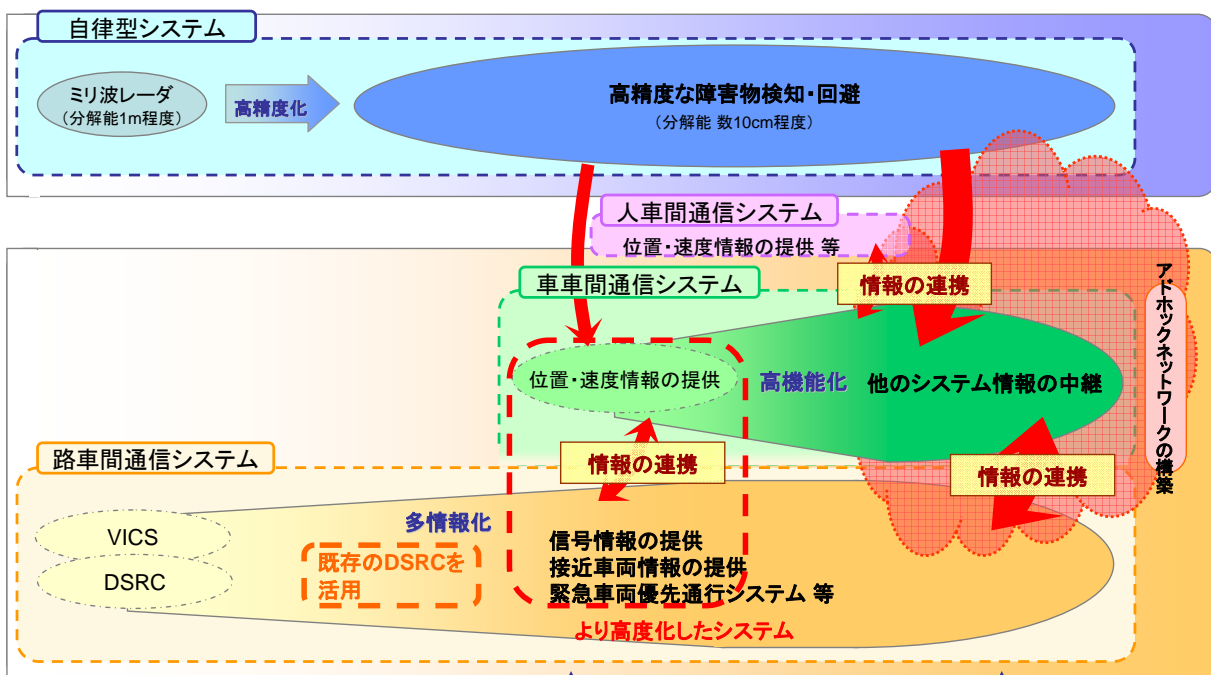 自律型システム
ミリ波レーダ
(分解能1m程度)
高精度化
高精度な障害物検知・回避
(分解能 数10cm程度)
人車間通信システム
位置・速度情報の提供 等
車車間通信システム
情報の連携
位置・速度情報の提供
高機能化
他のシステム情報の中継
アドホックネットワークの構築
路車間通信システム
情報の連携
情報の連携
VICS
DSRC
多情報化
既存のDSRCを
活用
信号情報の提供
接近車両情報の提供
緊急車両優先通行システム 等
より高度化したシステム